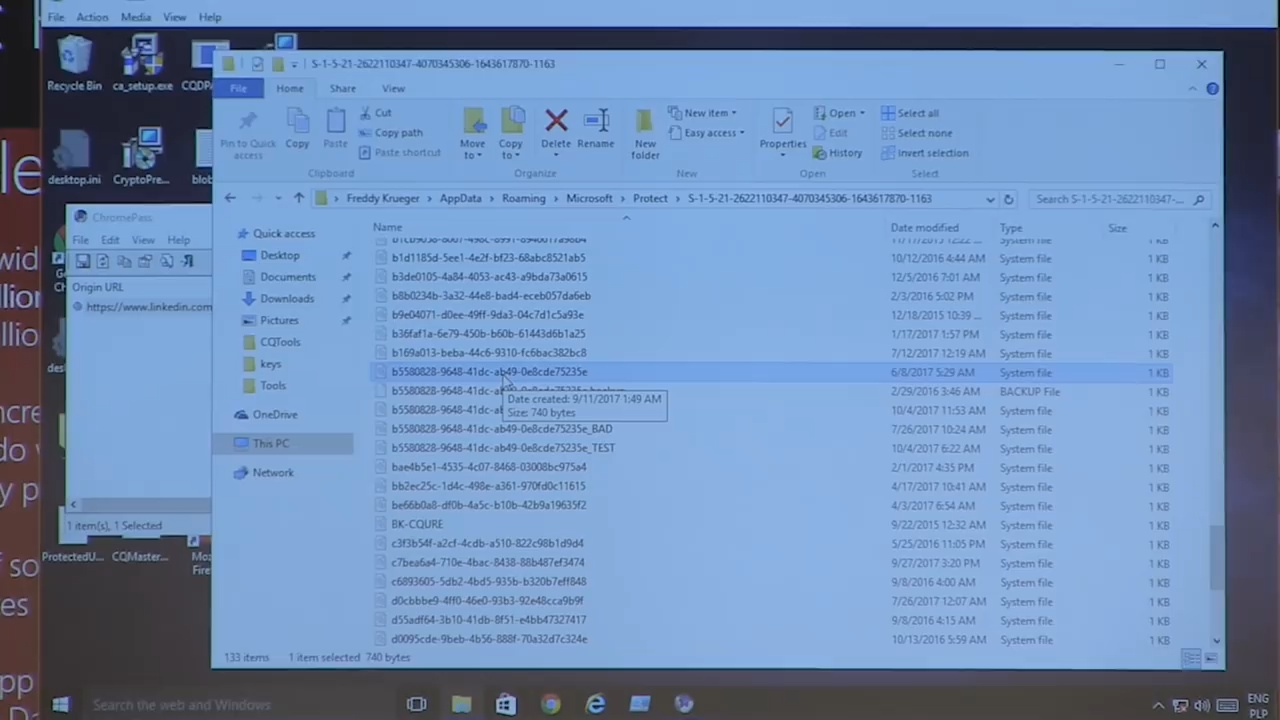 File Action Media View Help
S-1-5-21-2622110347-4070345306-1643617870-1163
File Home Share View
Recycle Bin
ca_setup.exe
CQDP
desktop.ini
CryptoPre...
blob
Pin to Quick access
Copy
Paste
Cut
Copy path
Paste shortcut
Clipboard
Move to
Copy to
Delete
Rename
Organize
New folder
New item
Easy access
New
Properties
Open
Edit
History
Open
Select all
Select none
Invert selection
Select
Freddy Krueger > AppData > Roaming > Microsoft > Protect > S-1-5-21-2622110347-4070345306-1643617870-1163
Search S-1-5-21-2622110347-...
ChromePass
File Edit View Help
Origin URL
https://www.linkedin.com
1 item(s), 1 Selected
ProtectedU...
CQMaster...
Quick access
Desktop
Documents
Downloads
Pictures
CQTools
keys
Tools
OneDrive
This PC
Network
Name Date modified Type Size
b1d1185d-5ee1-4e2f-bf23-68abc8521ab5 10/12/2016 4:44 AM System file 1 KB
b3de0105-4a84-4053-ac43-a9bda73a0615 12/5/2016 7:01 AM System file 1 KB
b8b0234b-3a32-44e8-bad4-eceb057da6eb 2/3/2016 5:02 PM System file 1 KB
b9e04071-d0ee-49ff-9da3-04c7d1c5a93e 12/18/2015 10:39 ... System file 1 KB
b36faf1a-6e79-450b-b60b-61443d6b1a25 1/17/2017 1:57 PM System file 1 KB
b169a013-beba-44c6-9310-fc6bac382bc8 7/12/2017 12:19 AM System file 1 KB
b5580828-9648-41dc-ab49-0e8cde75235e 6/8/2017 5:29 AM System file 1 KB
b5580828-9648-41dc-ab49-0e8cde75235e.backup 2/29/2016 3:46 AM BACKUP File 1 KB
Date created: 9/11/2017 1:49 AM
Size: 740 bytes
b5580828-9648-41dc-a 10/4/2017 11:53 AM System file 1 KB
b5580828-9648-41dc-ab49-0e8cde75235e_BAD 7/26/2017 10:24 AM System file 1 KB
b5580828-9648-41dc-ab49-0e8cde75235e_TEST 10/4/2017 6:22 AM System file 1 KB
bae4b5e1-4535-4c07-8468-03008bc975a4 2/1/2017 4:35 PM System file 1 KB
bb2ec25c-1d4c-498e-a361-970fd0c11615 4/17/2017 10:41 AM System file 1 KB
be66b0a8-df0b-4a5c-b10b-42b9a19635f2 4/3/2017 6:54 AM System file 1 KB
BK-CQURE 9/22/2015 12:32 AM System file 1 KB
c3f3b54f-a2cf-4cdb-a510-822c98b1d9d4 5/25/2016 11:05 PM System file 1 KB
c7bea6a4-710e-4bac-8438-88b487ef3474 9/27/2017 3:20 PM System file 1 KB
c6893605-5db2-4bd5-935b-b320b7eff848 9/8/2016 4:00 AM System file 1 KB
d0cbbbe9-4ff0-46e0-93b3-92e48cca9b9f 7/26/2017 12:07 AM System file 1 KB
d55adf64-3b10-41db-8f51-e4bb47327417 9/8/2016 4:15 AM System file 1 KB
d0095cde-9beb-4b56-888f-70a32d7c324e 10/13/2016 5:59 AM System file 1 KB
133 items 1 item selected 740 bytes
Search the web and Windows
ENG
PLP